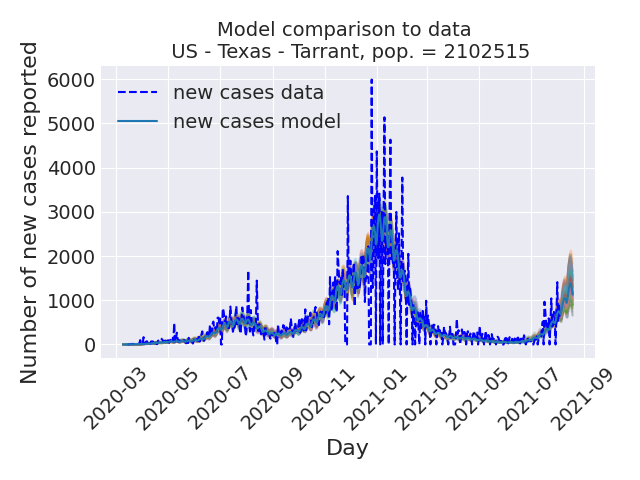 Model comparison to data
US - Texas - Tarrant, pop. = 2102515
Number of new cases reported
6000
5000
4000
3000
2000
1000
0
new cases data
new cases model
2020-03
2020-05
2020-07
2020-09
2020-11
2021-01
2021-03
2021-05
2021-07
2021-09
Day